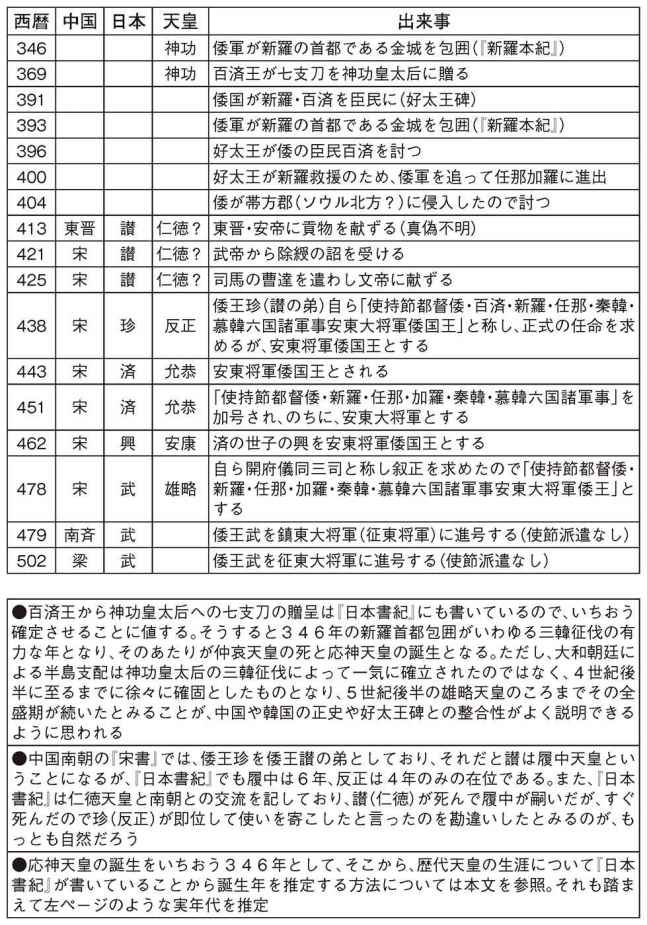 西暦 中国 日本 天皇 出来事
346 神功 倭軍が新羅の首都である金城を包囲(『新羅本紀』)
369 神功 百済王が七支刀を神功皇太后に贈る
391 倭国が新羅・百済を臣民に(好太王碑)
393 倭軍が新羅の首都である金城を包囲(『新羅本紀』)
396 好太王が倭の臣民百済を討つ
400 好太王が新羅救援のため、倭軍を追って任那加羅に進出
404 倭が帯方郡(ソウル北方?)に侵入したので討つ
413 東晋 讃 仁徳? 東晋・安帝に貢物を献ずる(真偽不明)
421 宋 讃 仁徳? 武帝から除綬の詔を受ける
425 宋 讃 仁徳? 司馬の曹達を遣わし文帝に献ずる
438 宋 珍 反正 倭王珍(讃の弟)自ら「使持節都督倭・百済・新羅・任那・秦韓・
慕韓六国諸軍事安東大将軍倭国王」と称し、正式の任命を求
めるが、安東将軍倭国王とする
443 宋 済 允恭 安東将軍倭国王とされる
451 宋 済 允恭 「使持節都督倭・新羅・任那・加羅・秦韓・慕韓六国諸軍事」を
加号され、のちに、安東大将軍とする
462 宋 興 安康 済の世子の興を安東将軍倭国王とする
478 宋 武 雄略 自ら開府儀同三司と称し叙正を求めたので「使持節都督倭・
新羅・任那・加羅・秦韓・慕韓六国諸軍事安東大将軍倭王」と
する
479 南斉 武 倭王武を鎮東大将軍(征東将軍)に進号する(使節派遣なし)
502 梁 武 倭王武を征東大将軍に進号する(使節派遣なし)
●百済王から神功皇太后への七支刀の贈呈は『日本書紀』にも書いているので、いちおう
確定させることに値する。そうすると346年の新羅首都包囲がいわゆる三韓征伐の有
力な年となり、そのあたりが仲哀天皇の死と応神天皇の誕生となる。ただし、大和朝廷に
よる半島支配は神功皇太后の三韓征伐によって一気に確立されたのではなく、4世紀後
半に至るまでに徐々に確固としたものとなり、5世紀後半の雄略天皇のころまでその全
盛期が続いたとみることが、中国や韓国の正史や好太王碑との整合性がよく説明できる
ように思われる
●中国南朝の『宋書』では、倭王珍を倭王讃の弟としており、それだと讃は履中天皇とい
うことになるが、『日本書紀』でも履中は6年、反正は4年のみの在位である。また、『日本
書紀』は仁徳天皇と南朝との交流を記しており、讃(仁徳)が死んで履中が嗣いだが、すぐ
死んだので珍(反正)が即位して使いを寄こしたと言ったのを勘違いしたとみるのが、も
っとも自然だろう
●応神天皇の誕生をいちおう346年として、そこから、歴代天皇の生涯について『日本
書紀』が書いていることから誕生年を推定する方法については本文を参照。それも踏ま
えて左ページのような実年代を推定